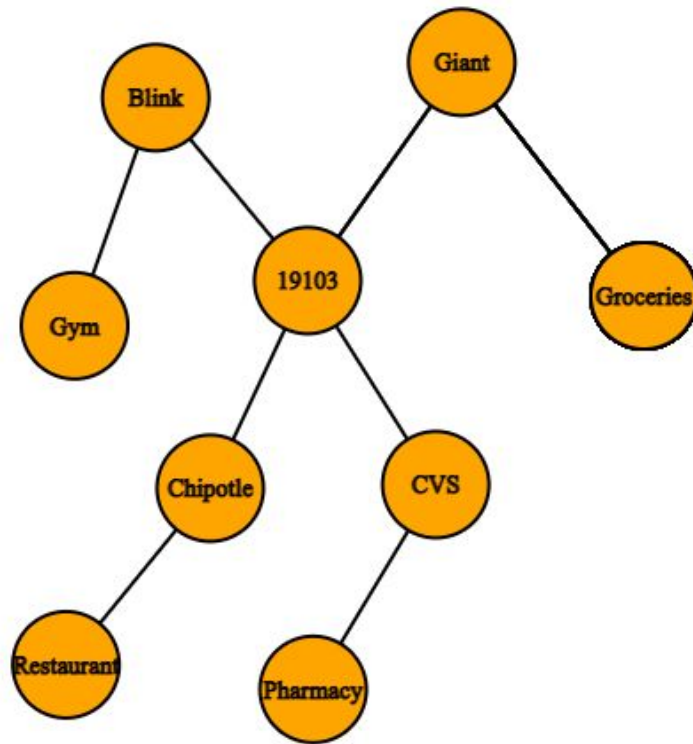 Giant
Blink
19103
Groceries
Gym
Chipotle
CVS
Restaurant
Pharmacy